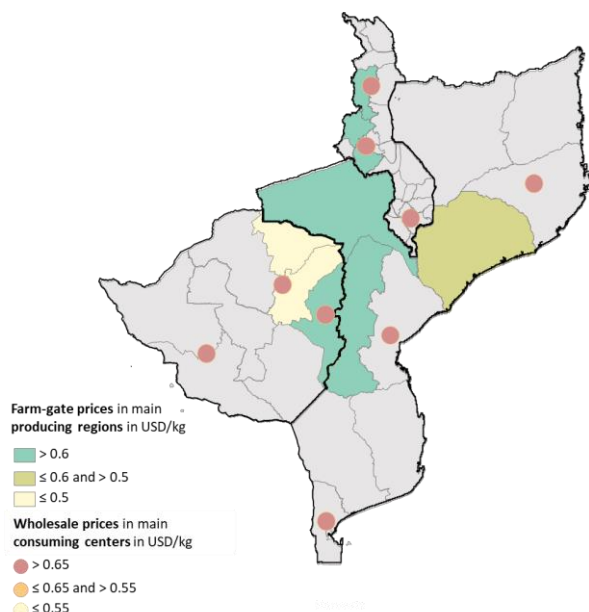 Farm-gate prices in main
producing regions in USD/kg
> 0.6
≤ 0.6 and > 0.5
≤ 0.5
Wholesale prices in main
consuming centers in USD/kg
> 0.65
≤ 0.65 and > 0.55
≤ 0.55